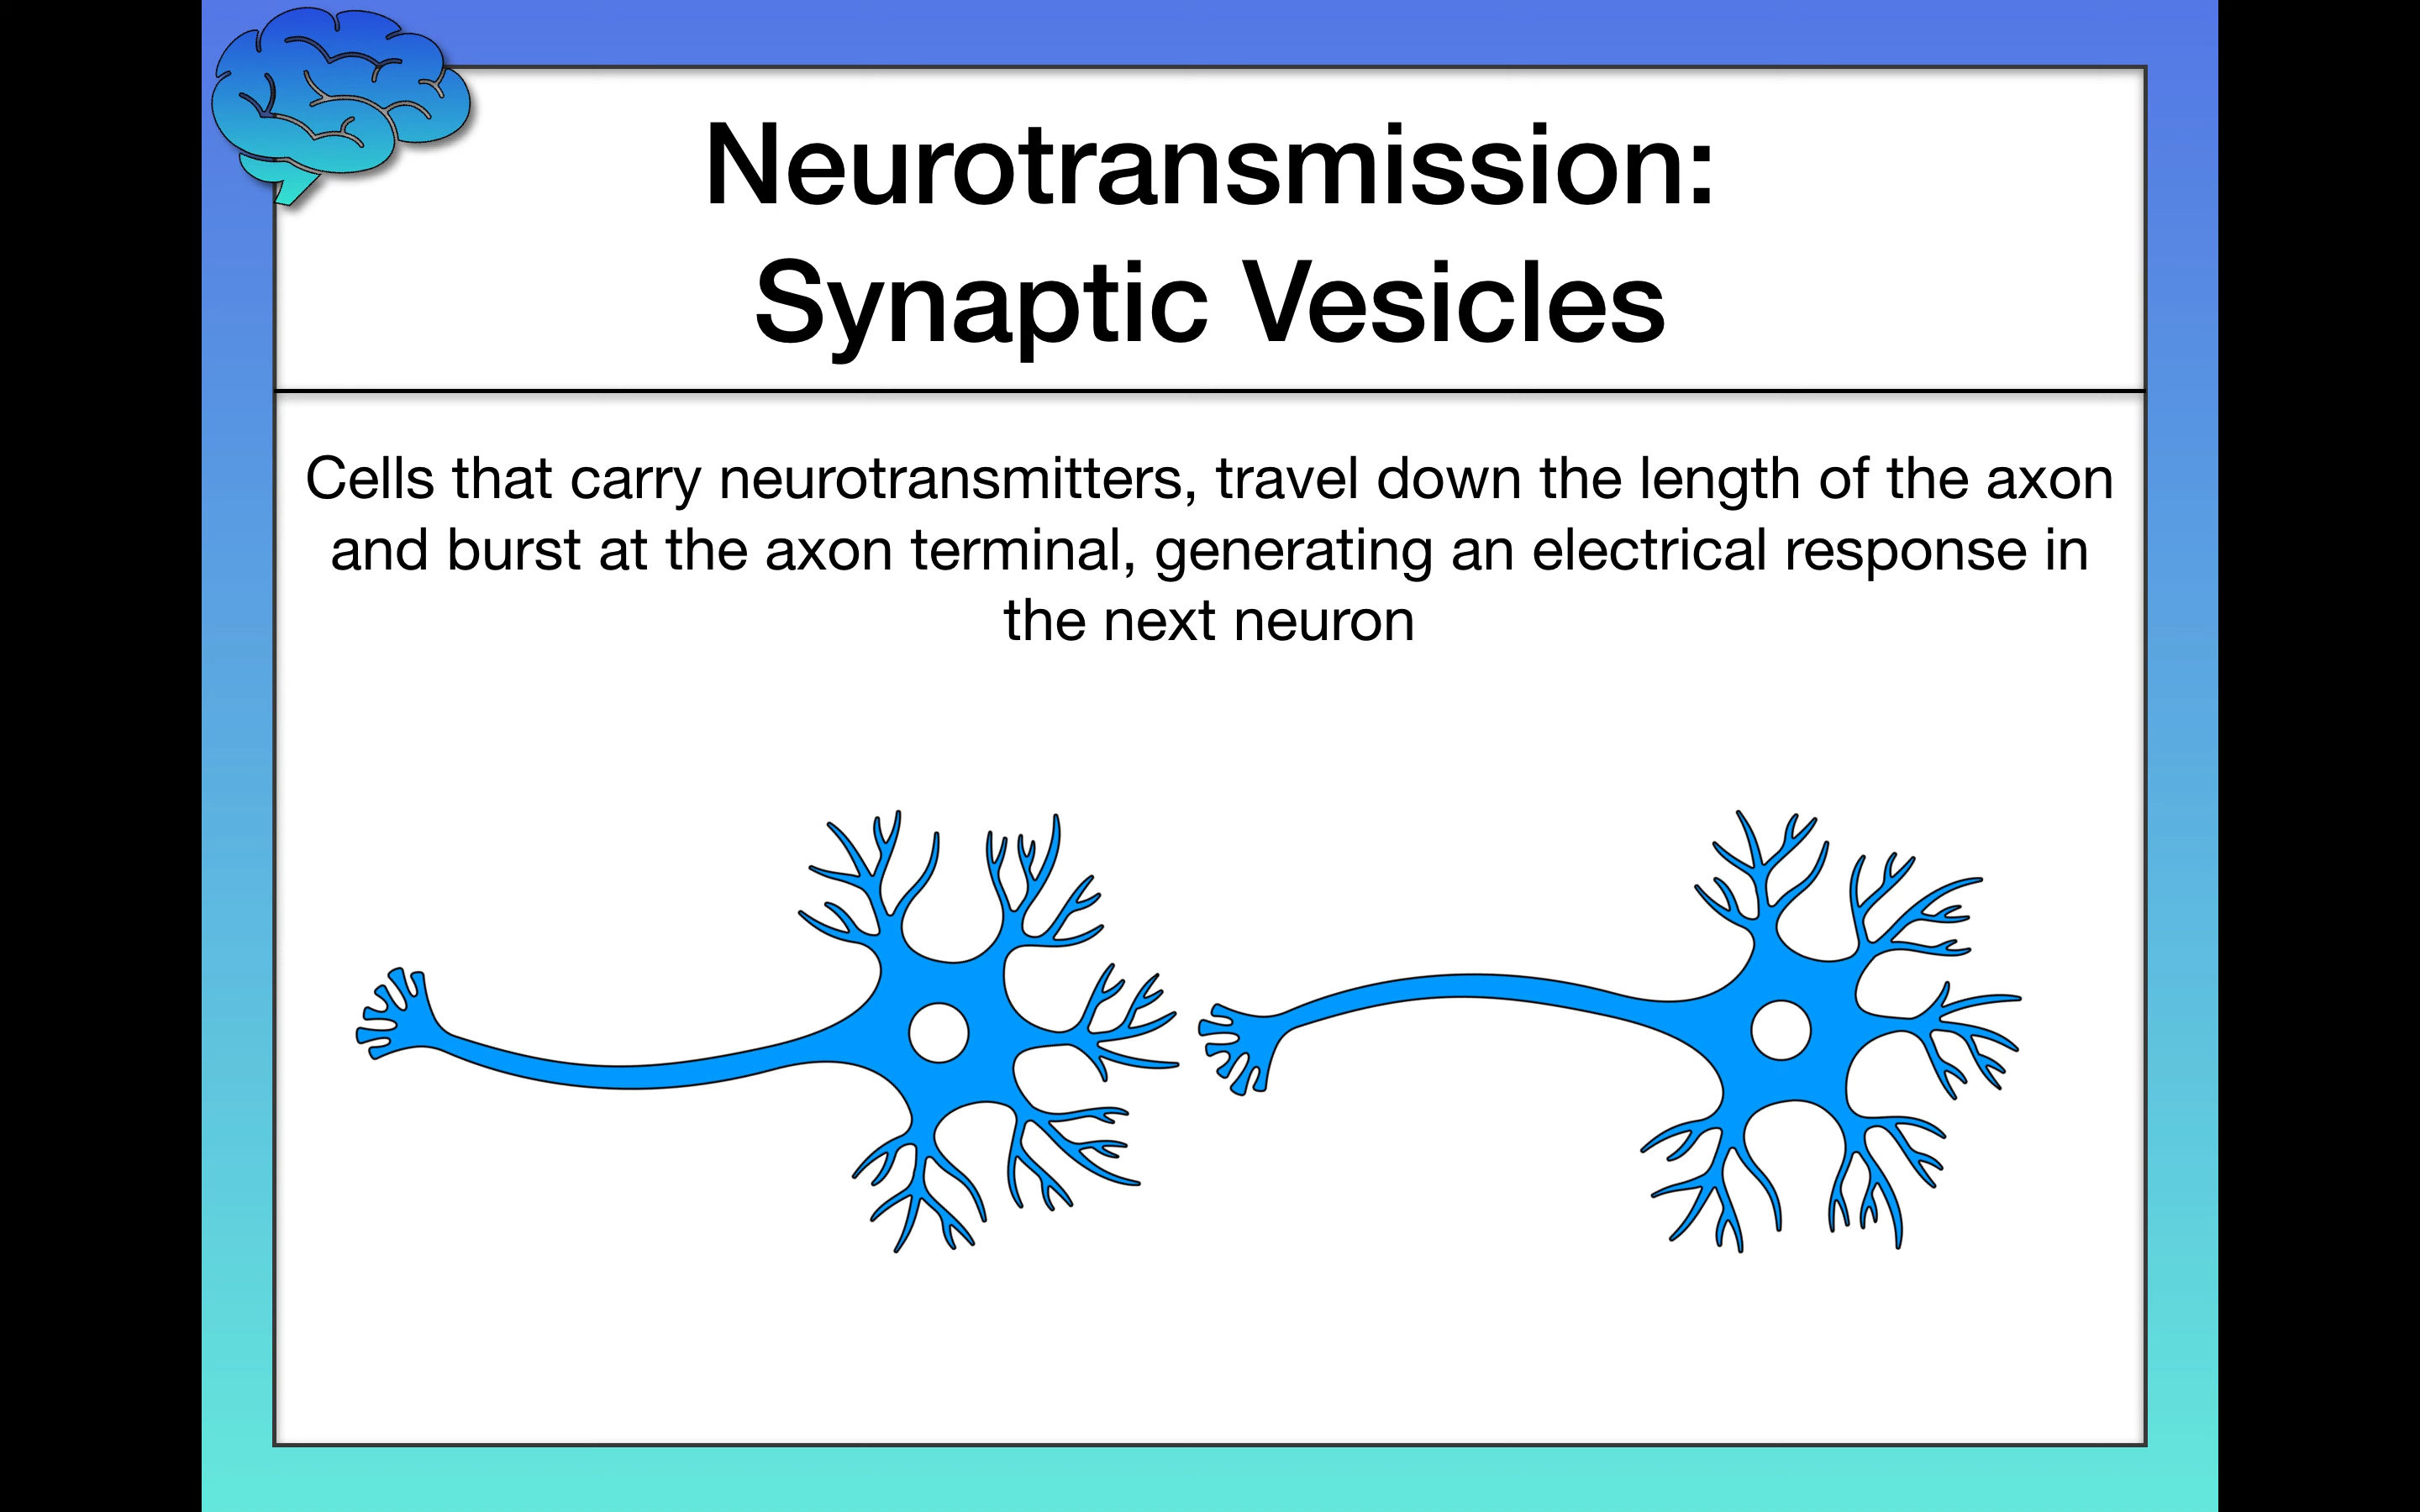 Neurotransmission:
Synaptic Vesicles
Cells that carry neurotransmitters, travel down the length of the axon
and burst at the axon terminal, generating an electrical response in
the next neuron